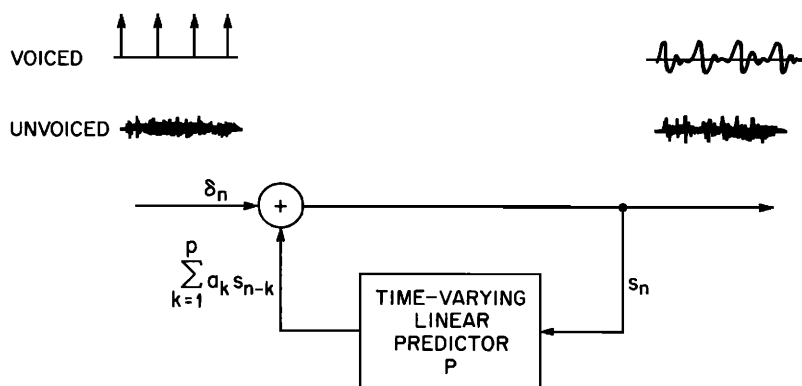 VOICED
UNVOICED
δn
+
p
∑ ak sn-k
k=1
sn
TIME-VARYING
LINEAR
PREDICTOR
P